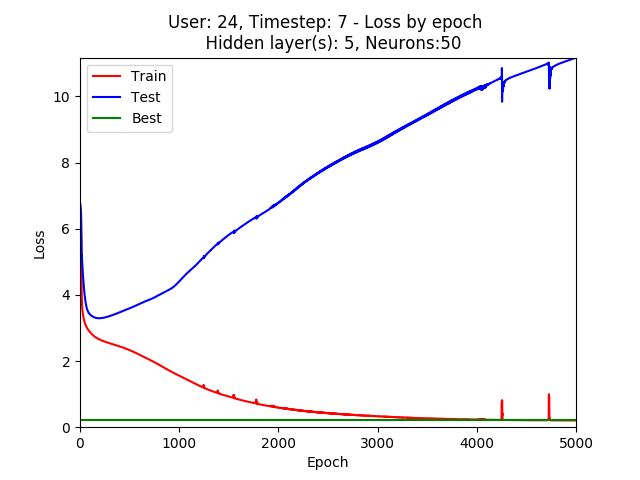 User: 24, Timestep: 7 - Loss by epoch
Hidden layer(s): 5, Neurons:50
Train
Test
Best
10
8
6
4
2
0
Loss
0
1000
2000
3000
4000
5000
Epoch